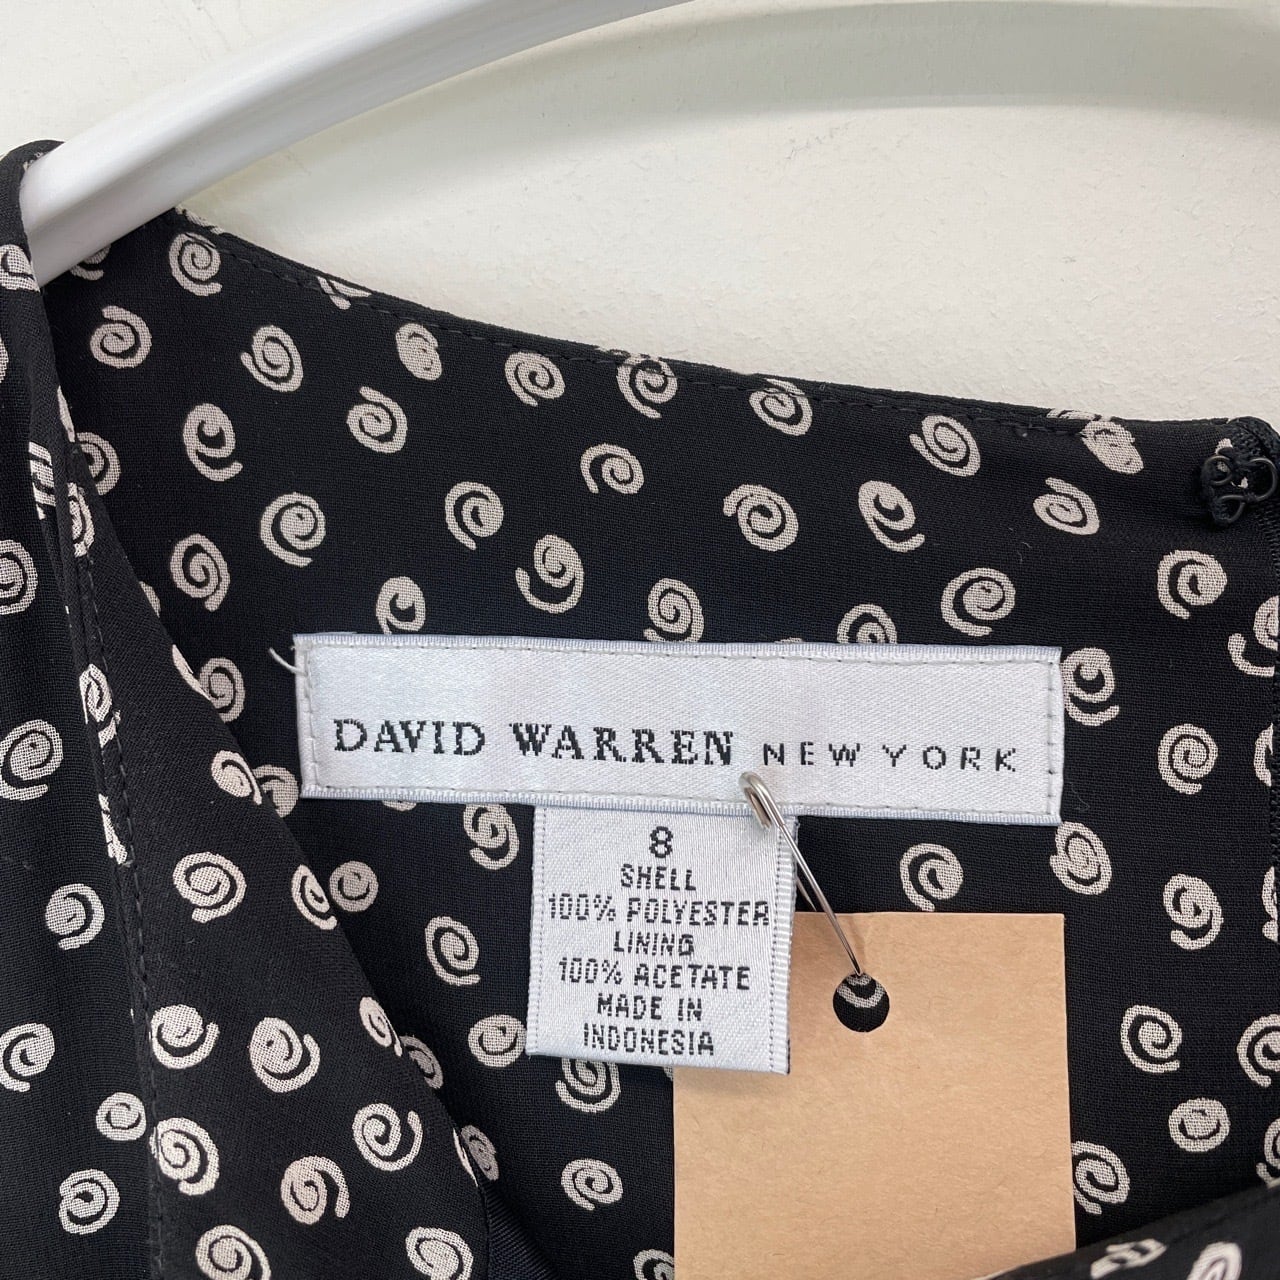 DAVID WARREN NEW YORK
8
SHELL
100% POLYESTER
LINING
100% ACETATE
MADE IN
INDONESIA